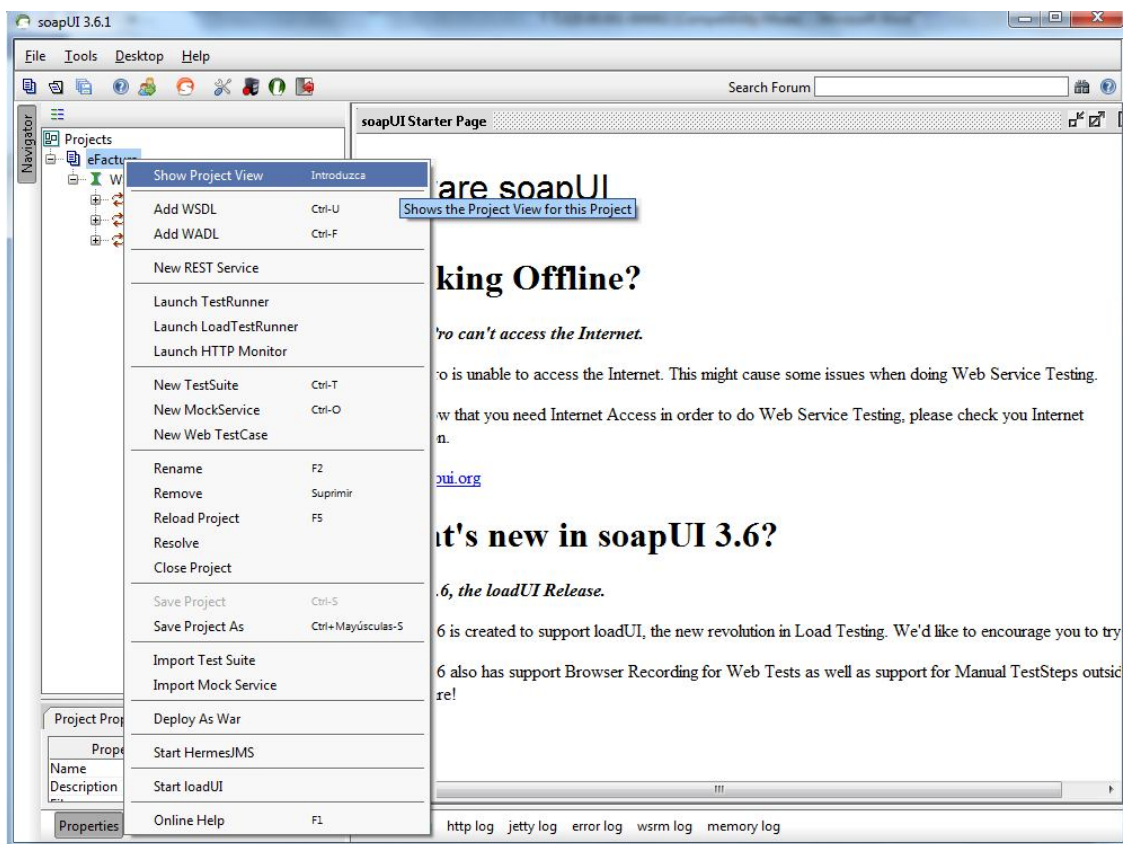 soapUI 3.6.1
File Tools Desktop Help
Search Forum
Navigator
Projects
eFactura
W
Show Project View Introduzca
Add WSDL Ctrl-U
Add WADL Ctrl-F
New REST Service
Launch TestRunner
Launch LoadTestRunner
Launch HTTP Monitor
New TestSuite Ctrl-T
New MockService Ctrl-O
New Web TestCase
Rename F2
Remove Suprimir
Reload Project F5
Resolve
Close Project
Save Project Ctrl-S
Save Project As Ctrl+Mayúsculas-S
Import Test Suite
Import Mock Service
Deploy As War
Start HermesJMS
Start loadUI
Online Help F1
Project Prop
Prope
Name
Description
Properties
soapUI Starter Page
are soapUI
Shows the Project View for this Project
king Offline?
ro can't access the Internet.
o is unable to access the Internet. This might cause some issues when doing Web Service Testing.
w that you need Internet Access in order to do Web Service Testing, please check you Internet
n.
pui.org
t's new in soapUI 3.6?
.6, the loadUI Release.
6 is created to support loadUI, the new revolution in Load Testing. We'd like to encourage you to try
6 also has support Browser Recording for Web Tests as well as support for Manual TestSteps outsid
re!
http log jetty log error log wsrm log memory log